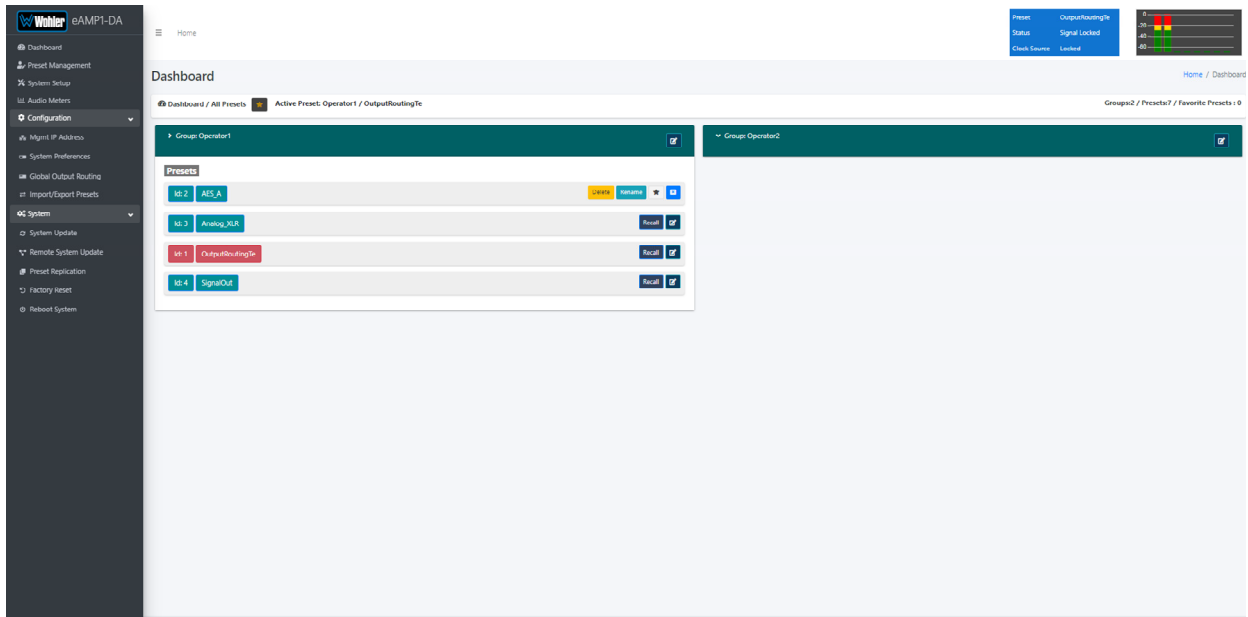 Wohler eAMP1-DA
Dashboard
Preset Management
System Setup
Audio Meters
Configuration
Mgmt IP Address
System Preferences
Global Output Routing
Import/Export Presets
System
System Update
Remote System Update
Preset Replication
Factory Reset
Reboot System
Home
Preset OutputRoutingTe
Status Signal Locked
Clock Source Locked
0
-20
-40
-60
Dashboard
Home / Dashboard
Dashboard / All Presets Active Preset: Operator1 / OutputRoutingTe
Groups:2 / Presets:7 / Favorite Presets : 0
Group: Operator1
Presets
Id: 2 AES_A Delete Rename
Id: 3 Analog_XLR Recall
Id: 1 OutputRoutingTe Recall
Id: 4 SignalOut Recall
Group: Operator2